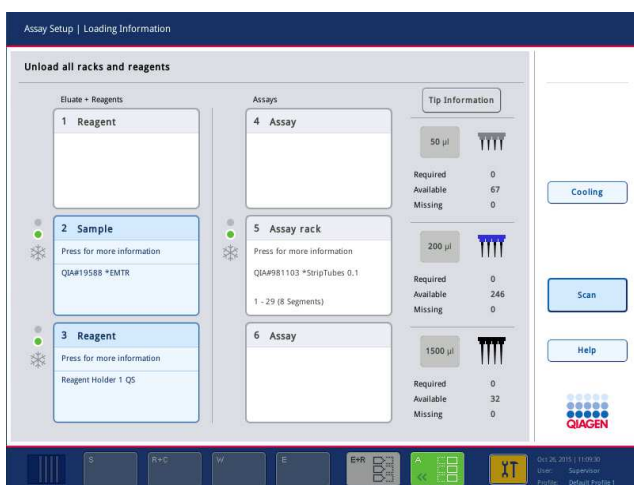 Assay Setup | Loading Information
Unload all racks and reagents
Eluate + Reagents
Assays
Tip Information
1 Reagent
4 Assay
50 µl
Required 0
Available 67
Missing 0
Cooling
2 Sample
Press for more information
QIA#19588 *EMTR
5 Assay rack
Press for more information
QIA#981103 *StripTubes 0.1
1 - 29 (8 Segments)
200 µl
Required 0
Available 246
Missing 0
Scan
3 Reagent
Press for more information
Reagent Holder 1 QS
6 Assay
1500 µl
Required 0
Available 32
Missing 0
Help
QIAGEN
S
R+C
W
E
E+R
A
Oct 26, 2015 | 11:09:30
User: Supervisor
Profile: Default Profile 1